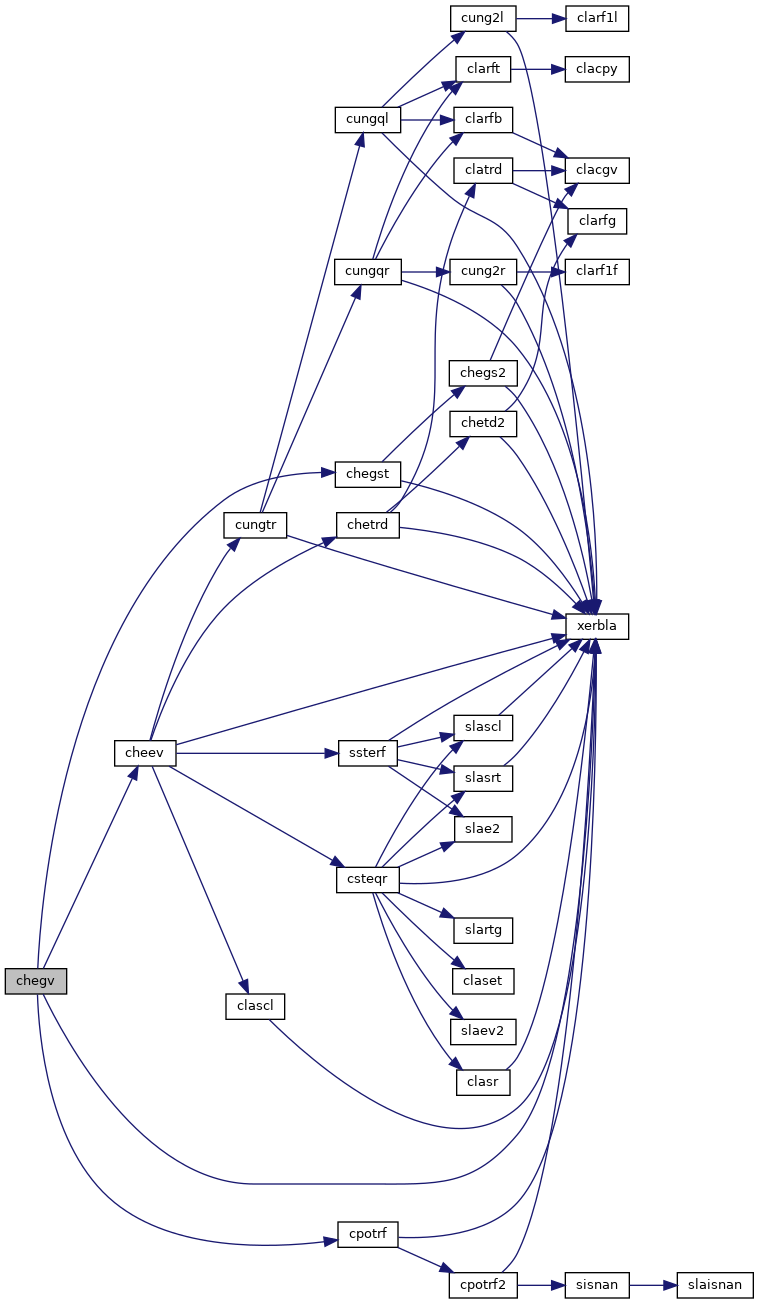 cung2l
clarf1l
clarft
clacpy
cungql
clarfb
clatrd
clacgv
clarfg
cungqr
cung2r
clarf1f
chegs2
chetd2
chegst
cungtr
chetrd
xerbla
slascl
cheev
ssterf
slasrt
slae2
csteqr
slartg
chegv
claset
clascl
slaev2
clasr
cpotrf
cpotrf2
sisnan
slaisnan